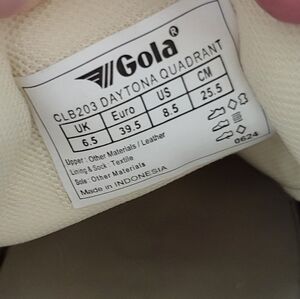 Gola®
CLB203 DAYTONA QUADRANT
UK Euro US CM
6.5 39.5 8.5 25.5
Upper : Other Materials / Leather
Lining & Sock : Textile
Sole : Other Materials
Made in INDONESIA
0624